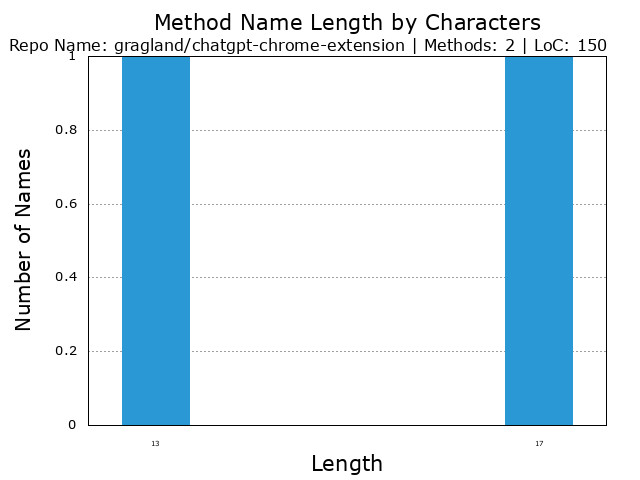 Method Name Length by Characters
Repo Name: gragland/chatgpt-chrome-extension | Methods: 2 | LoC: 150
1
0.8
0.6
0.4
0.2
0
Number of Names
13 17
Length